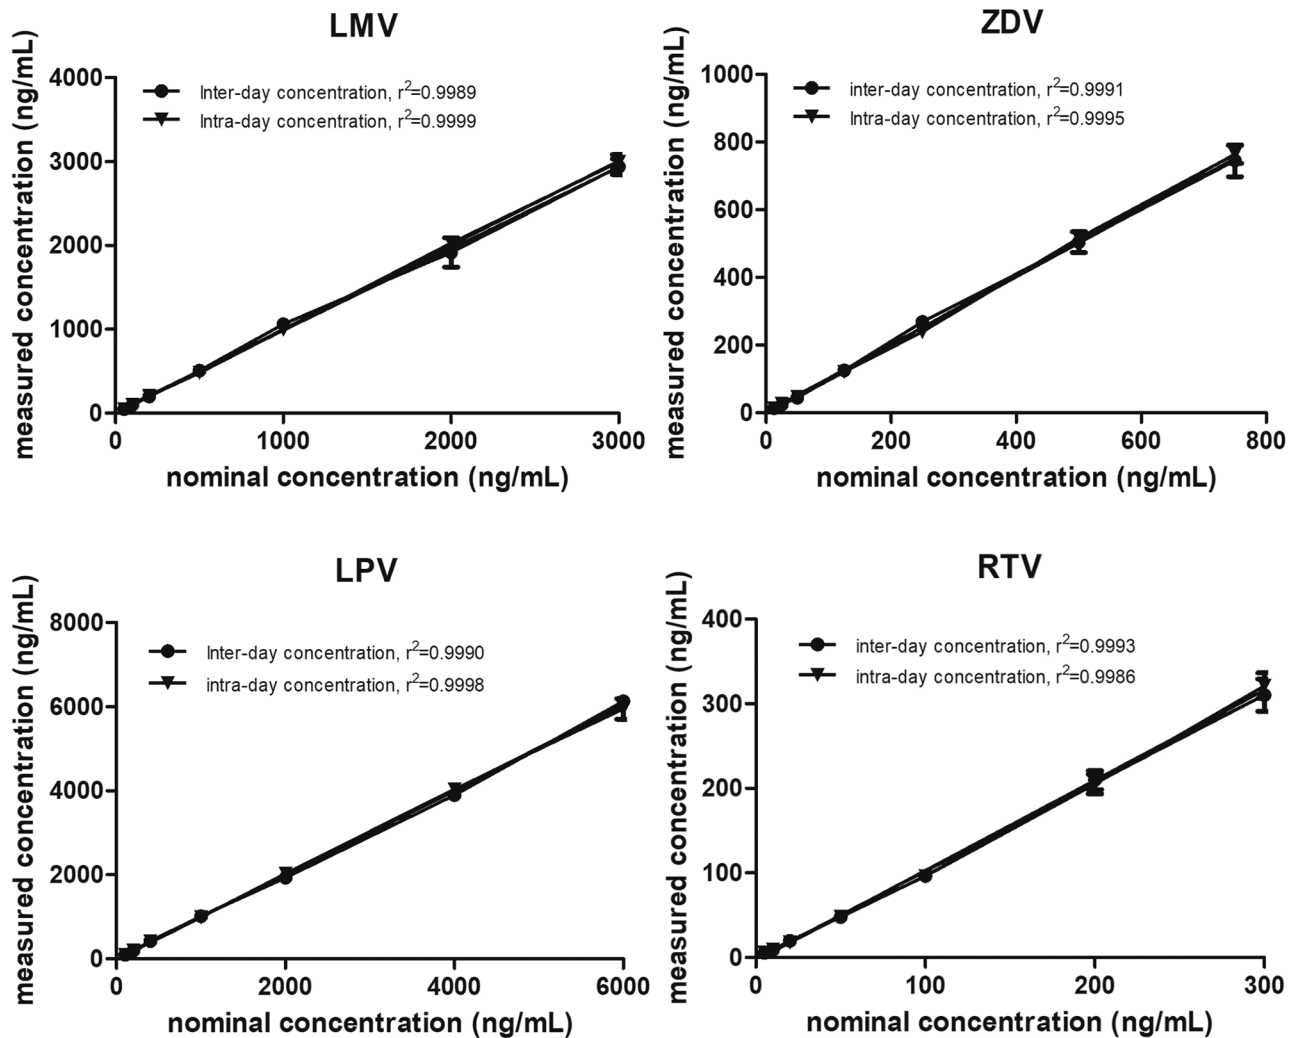 LMV
measured concentration (ng/mL)
4000
3000
2000
1000
0
Inter-day concentration, r²=0.9989
Intra-day concentration, r²=0.9999
0 1000 2000 3000
nominal concentration (ng/mL)
ZDV
measured concentration (ng/mL)
1000
800
600
400
200
0
inter-day concentration, r²=0.9991
Intra-day concentration, r²=0.9995
0 200 400 600 800
nominal concentration (ng/mL)
LPV
measured concentration (ng/mL)
8000
6000
4000
2000
0
Inter-day concentration, r²=0.9990
intra-day concentration, r²=0.9998
0 2000 4000 6000
nominal concentration (ng/mL)
RTV
measured concentration (ng/mL)
400
300
200
100
0
inter-day concentration, r²=0.9993
intra-day concentration, r²=0.9986
0 100 200 300
nominal concentration (ng/mL)